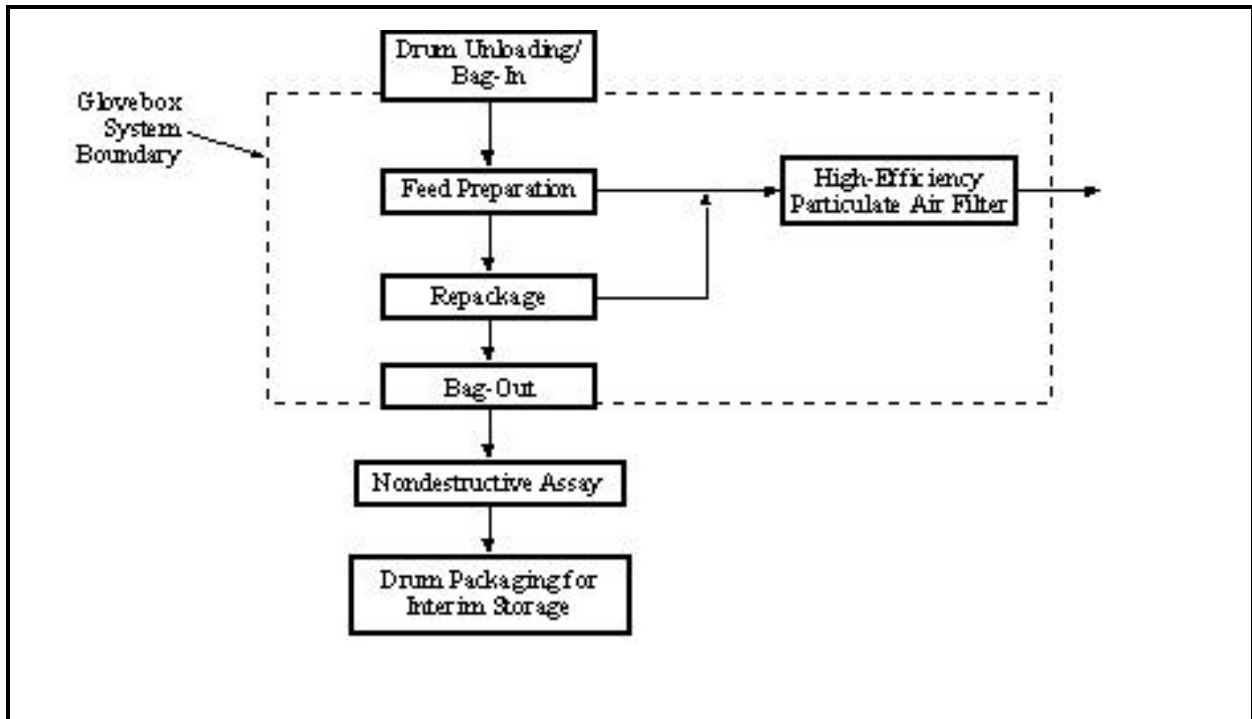 Drum Unloading/
Bag-In
Glovebox
System
Boundary
Feed Preparation
High-Efficiency
Particulate Air Filter
Repackage
Bag-Out
Nondestructive Assay
Drum Packaging for
Interim Storage